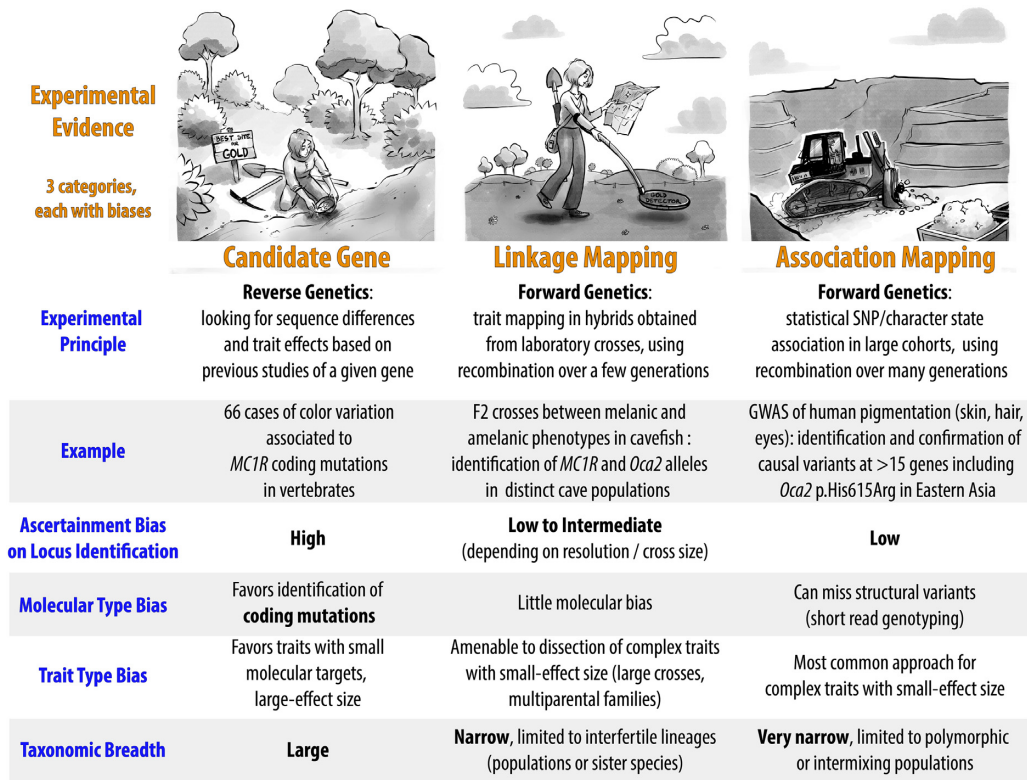 Experimental
Evidence
3 categories,
each with biases
BEST SITE
for
GOLD
GOLD
DETECTOR
Candidate Gene
Linkage Mapping
Association Mapping
Experimental
Principle
Reverse Genetics:
looking for sequence differences
and trait effects based on
previous studies of a given gene
Forward Genetics:
trait mapping in hybrids obtained
from laboratory crosses, using
recombination over a few generations
Forward Genetics:
statistical SNP/character state
association in large cohorts, using
recombination over many generations
Example
66 cases of color variation
associated to
MC1R coding mutations
in vertebrates
F2 crosses between melanic and
amelanic phenotypes in cavefish :
identification of MC1R and Oca2 alleles
in distinct cave populations
GWAS of human pigmentation (skin, hair,
eyes): identification and confirmation of
causal variants at >15 genes including
Oca2 p.His615Arg in Eastern Asia
Ascertainment Bias
on Locus Identification
High
Low to Intermediate
(depending on resolution / cross size)
Low
Molecular Type Bias
Favors identification of
coding mutations
Little molecular bias
Can miss structural variants
(short read genotyping)
Trait Type Bias
Favors traits with small
molecular targets,
large-effect size
Amenable to dissection of complex traits
with small-effect size (large crosses,
multiparental families)
Most common approach for
complex traits with small-effect size
Taxonomic Breadth
Large
Narrow, limited to interfertile lineages
(populations or sister species)
Very narrow, limited to polymorphic
or intermixing populations